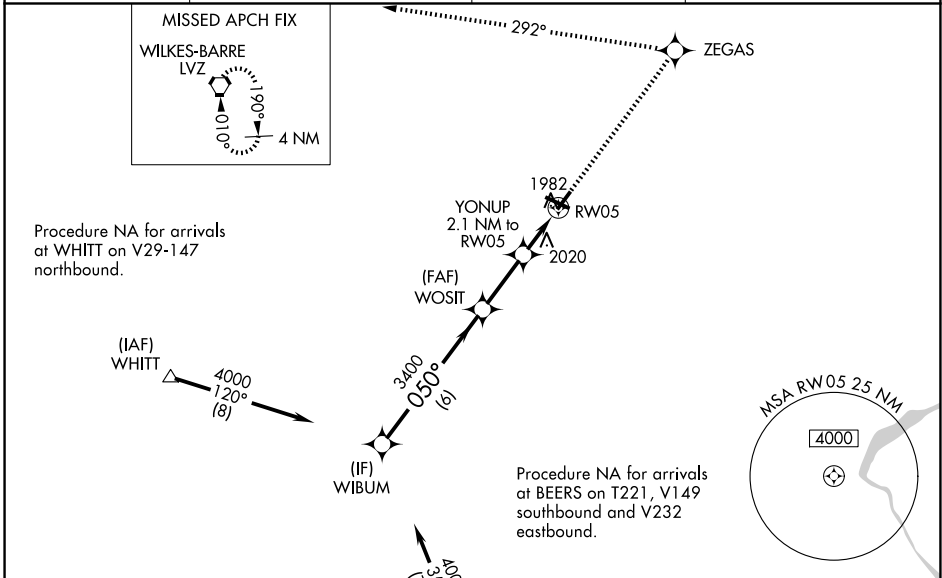 MISSED APCH FIX
WILKES-BARRE
LVZ
190°
010°
4 NM
292°
ZEGAS
1982
RW05
YONUP
2.1 NM to
RW05
2020
Procedure NA for arrivals
at WHITT on V29-147
northbound.
(FAF)
WOSIT
(IAF)
WHITT
4000
120°
(8)
3400
050°
(6)
(IF)
WIBUM
MSA RW05 25 NM
4000
Procedure NA for arrivals
at BEERS on T221, V149
southbound and V232
eastbound.